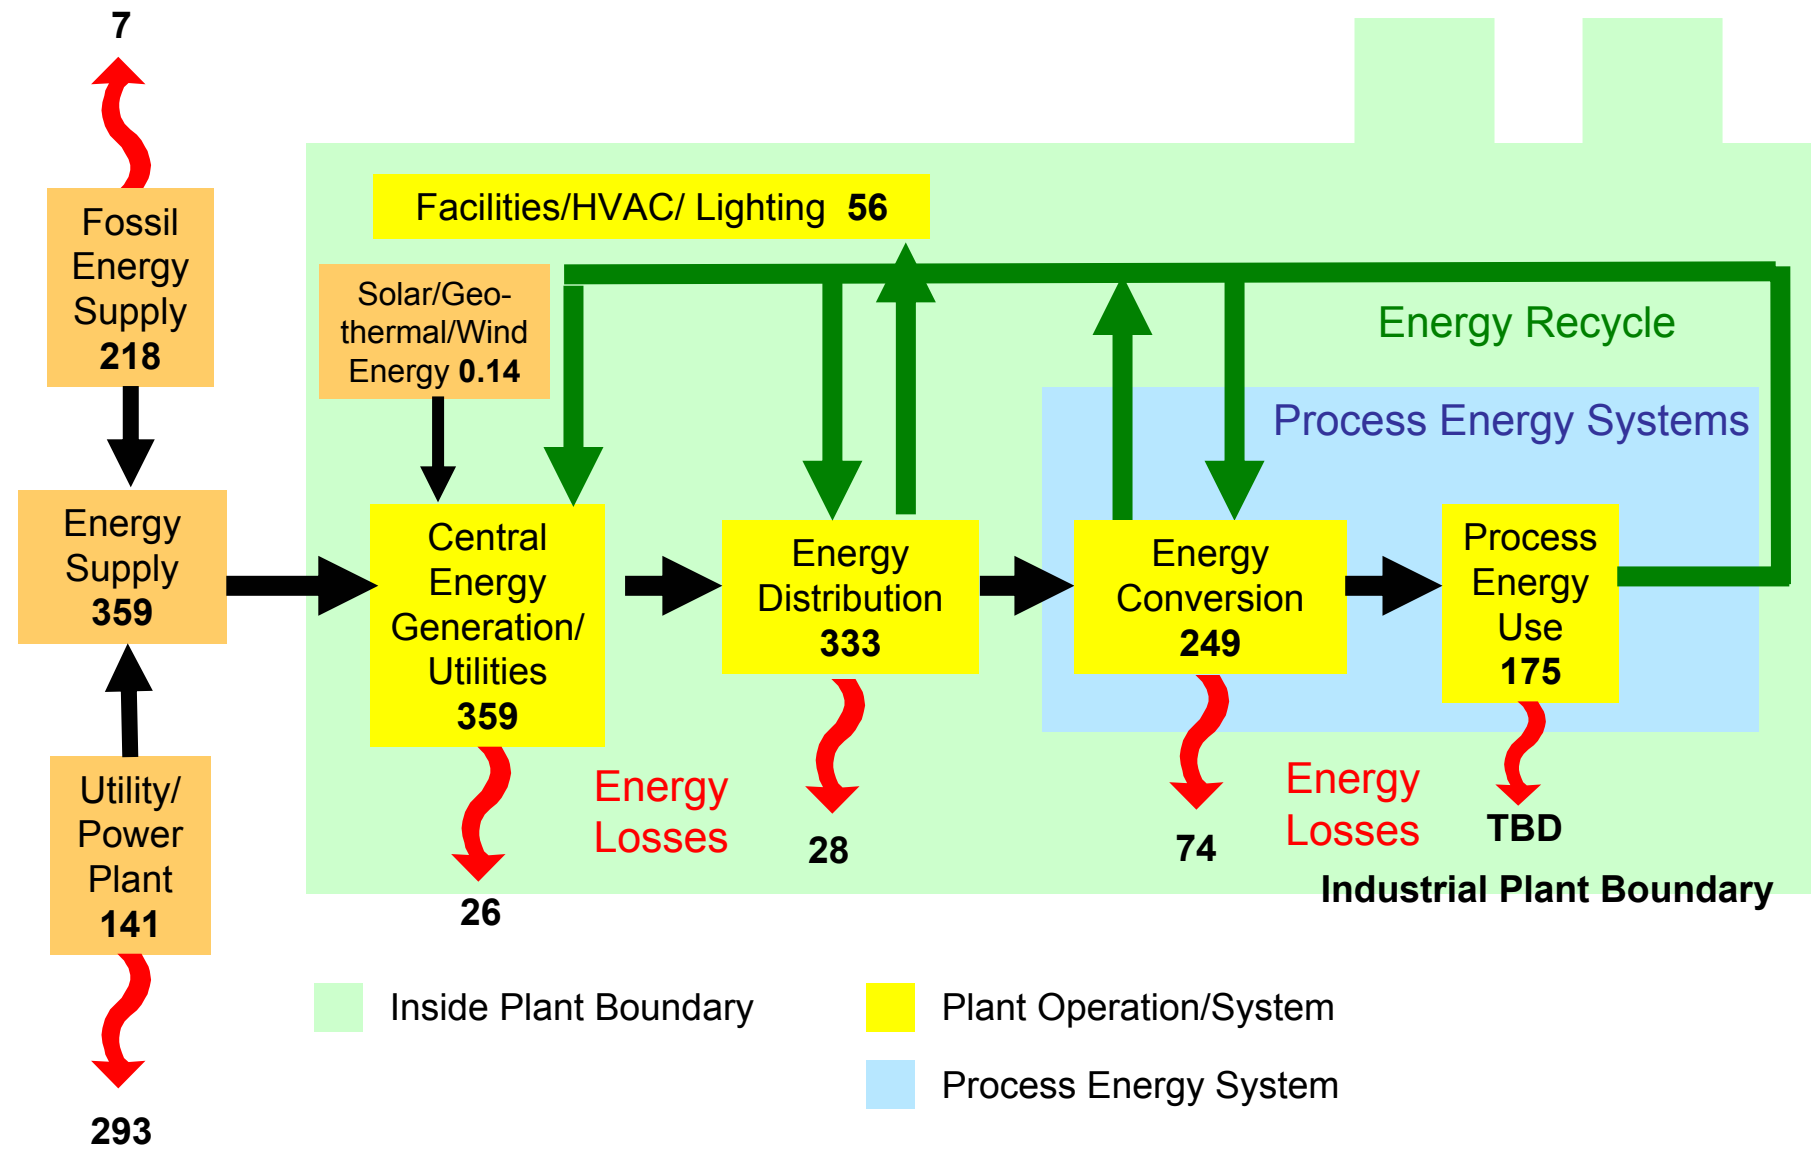 7
Fossil
Energy
Supply
218
Energy
Supply
359
Utility/
Power
Plant
141
293
Facilities/HVAC/ Lighting 56
Solar/Geo-
thermal/Wind
Energy 0.14
Energy Recycle
Process Energy Systems
Central
Energy
Generation/
Utilities
359
Energy
Distribution
333
Energy
Conversion
249
Process
Energy
Use
175
Energy
Losses
26
28
74
Energy
Losses
TBD
Industrial Plant Boundary
Inside Plant Boundary
Plant Operation/System
Process Energy System